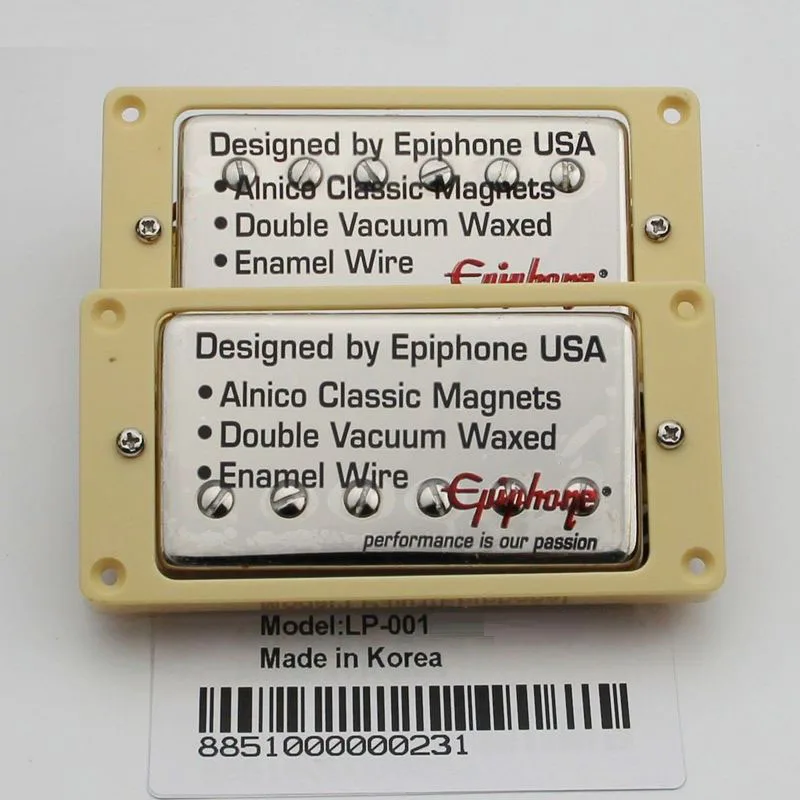 Designed by Epiphone USA
• Alnico Classic Magnets
• Double Vacuum Waxed
• Enamel Wire
Epiphone®
Designed by Epiphone USA
• Alnico Classic Magnets
• Double Vacuum Waxed
• Enamel Wire
Epiphone®
performance is our passion
Model:LP-001
Made in Korea
8851000000231